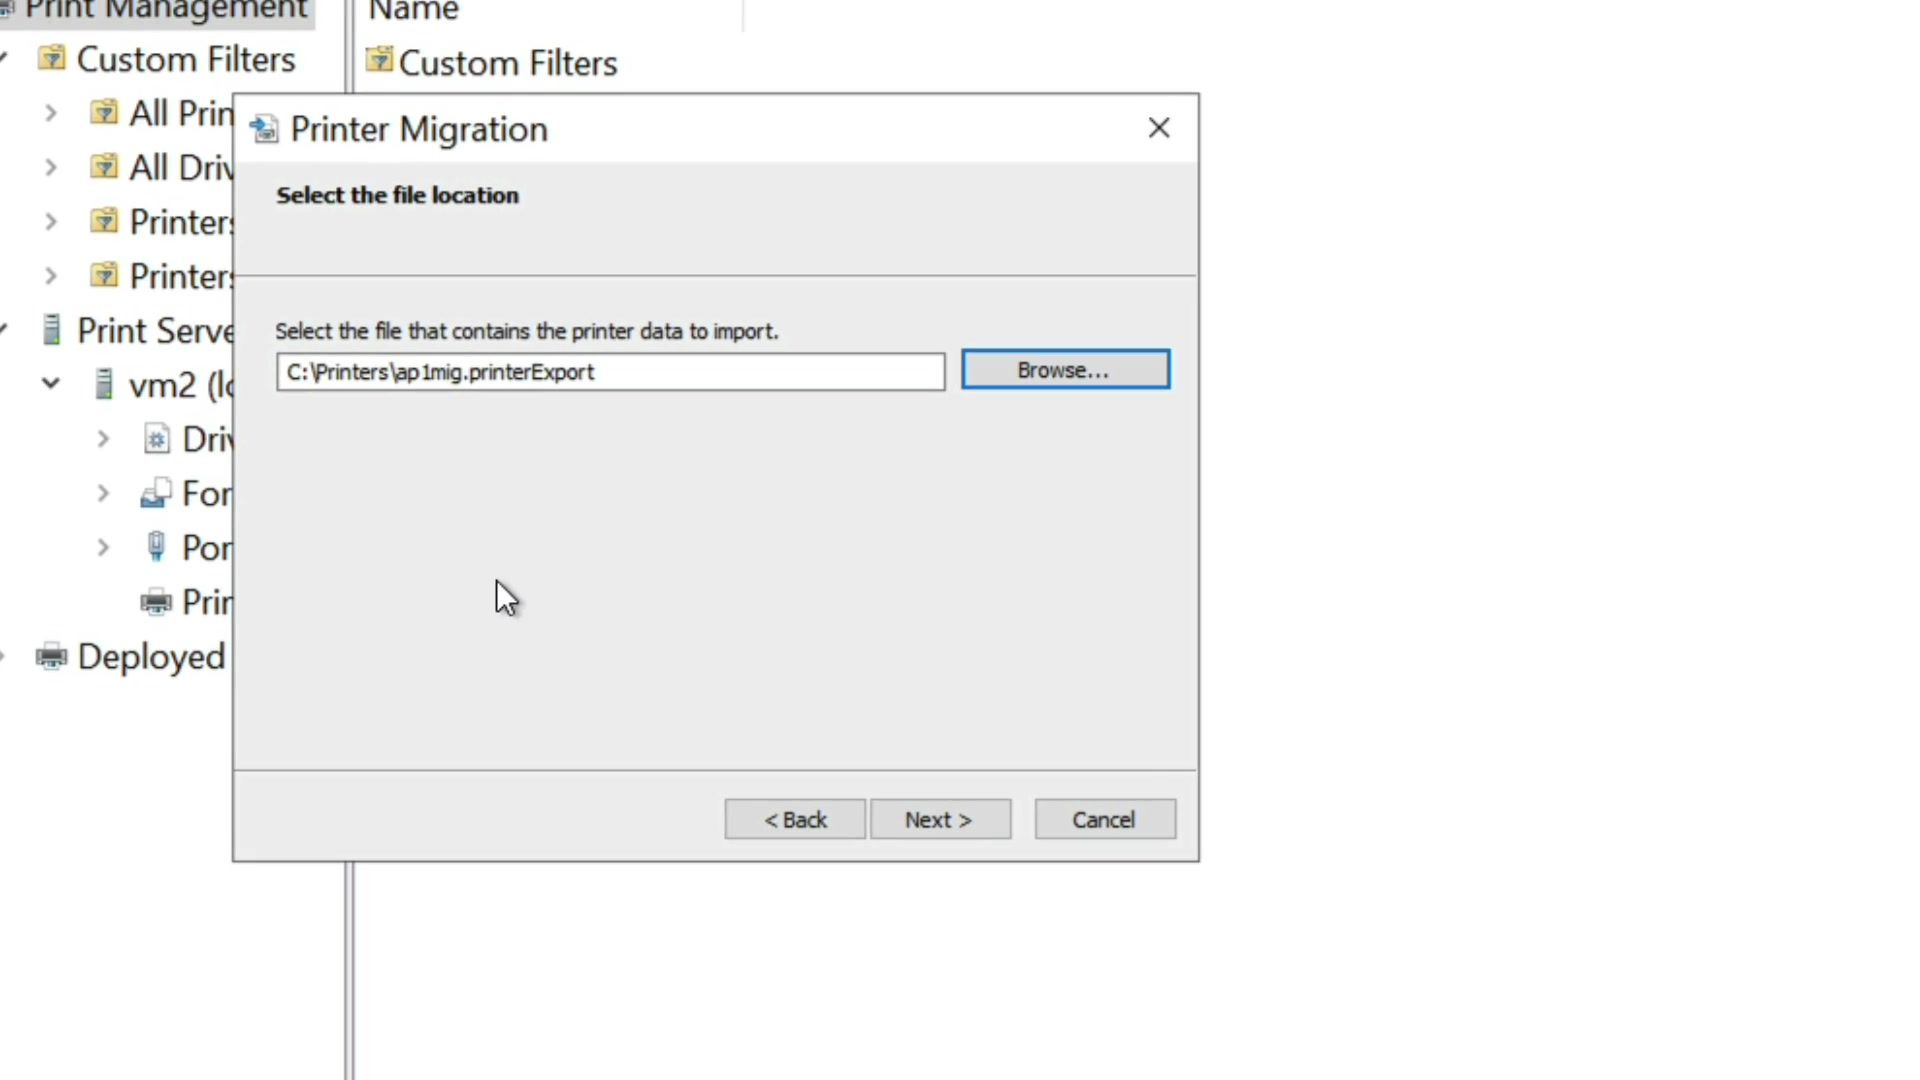 Print Management
Name
Custom Filters
Custom Filters
All Prin
Printer Migration
All Driv
Select the file location
Printers
Printers
Print Serve
Select the file that contains the printer data to import.
C:\Printers\ap1mig.printerExport
Browse...
vm2 (lo
Driv
For
Por
Prin
Deployed
< Back
Next >
Cancel